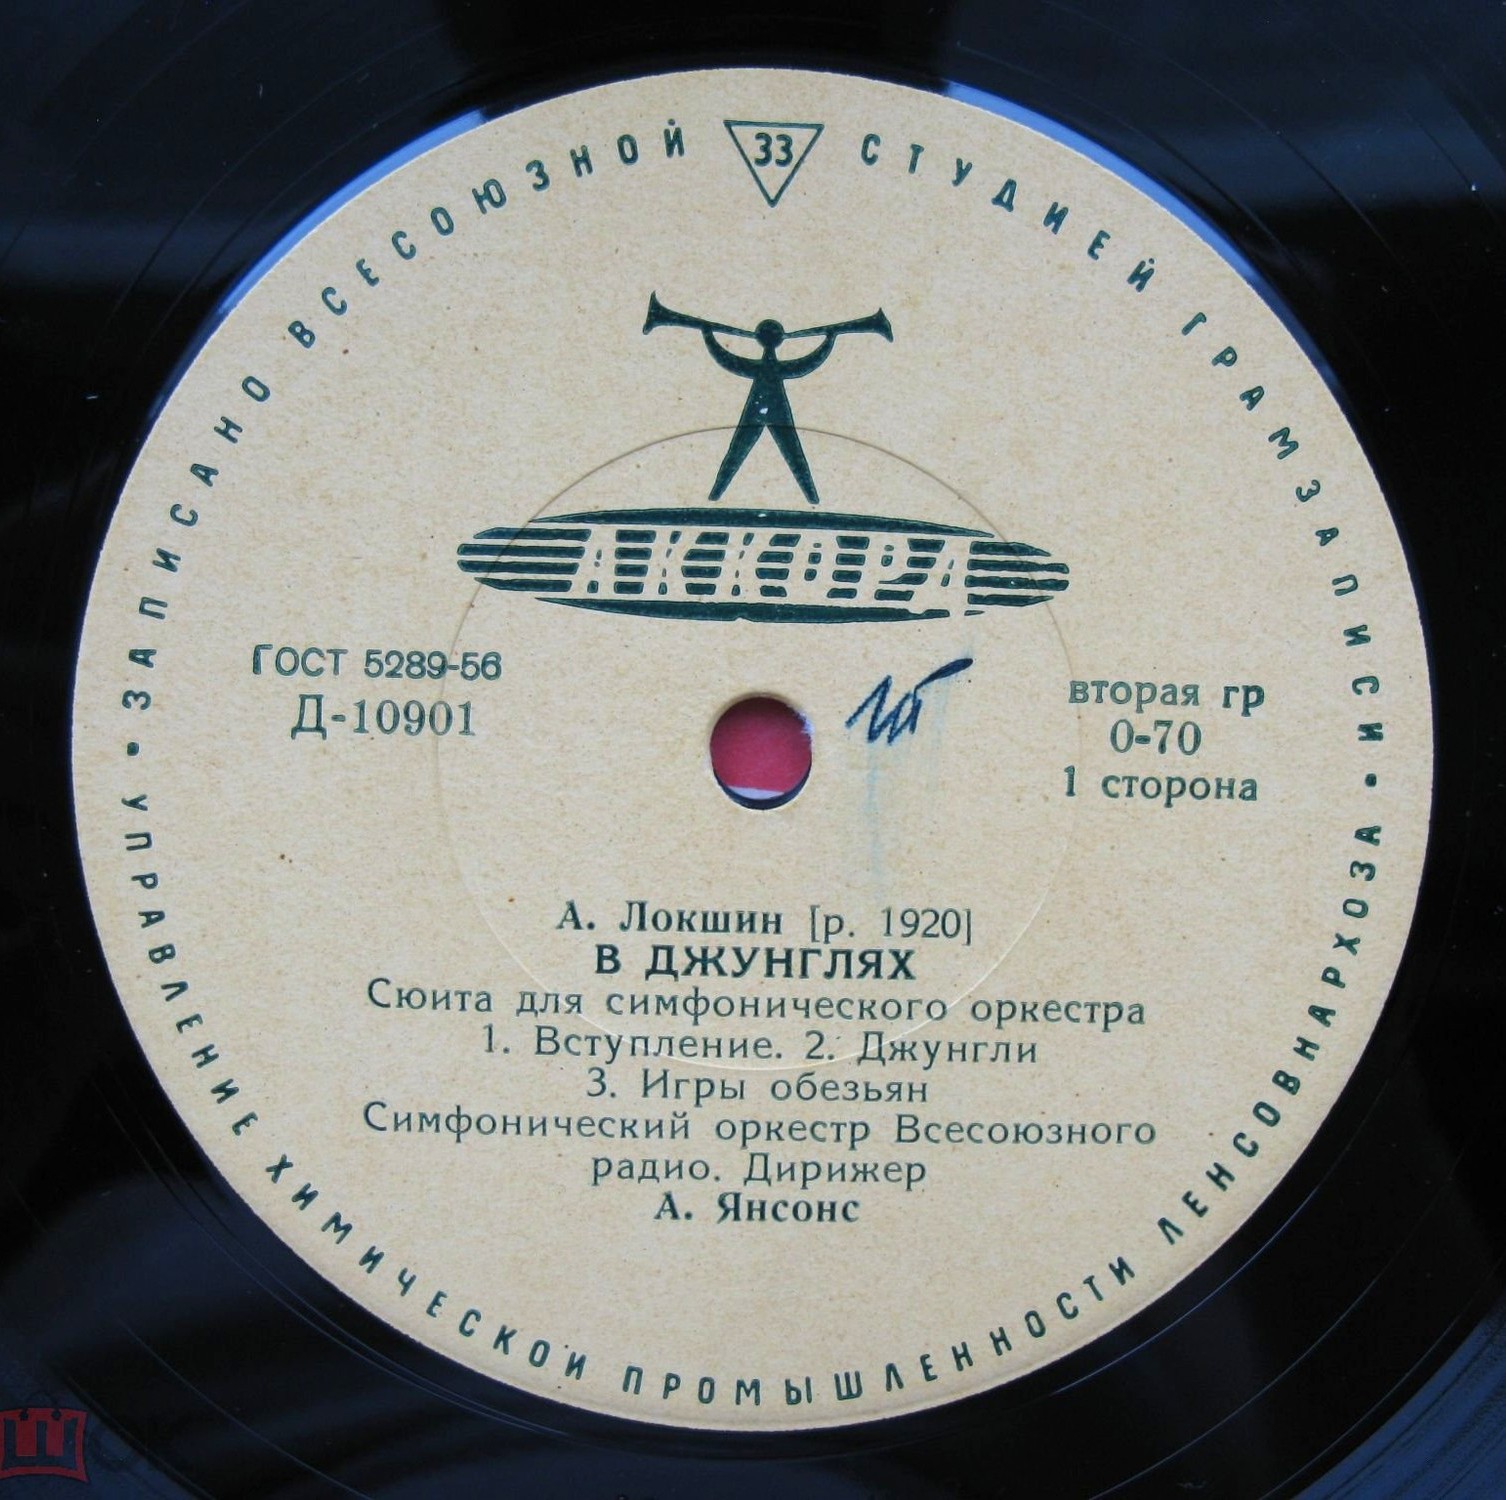 ЗАПИСАНО ВСЕСОЮЗНОЙ
33
СТУДИЕЙ ГРАМЗАПИСИ
АККОРД
ГОСТ 5289-56
Д-10901
вторая гр
0-70
1 сторона
А. Локшин [р. 1920]
В ДЖУНГЛЯХ
Сюита для симфонического оркестра
1. Вступление. 2. Джунгли
3. Игры обезьян
Симфонический оркестр Всесоюзного
радио. Дирижер
А. Янсонс
• УПРАВЛЕНИЕ ХИМИЧЕСКОЙ ПРОМЫШЛЕННОСТИ ЛЕНСОВНАРХОЗА •